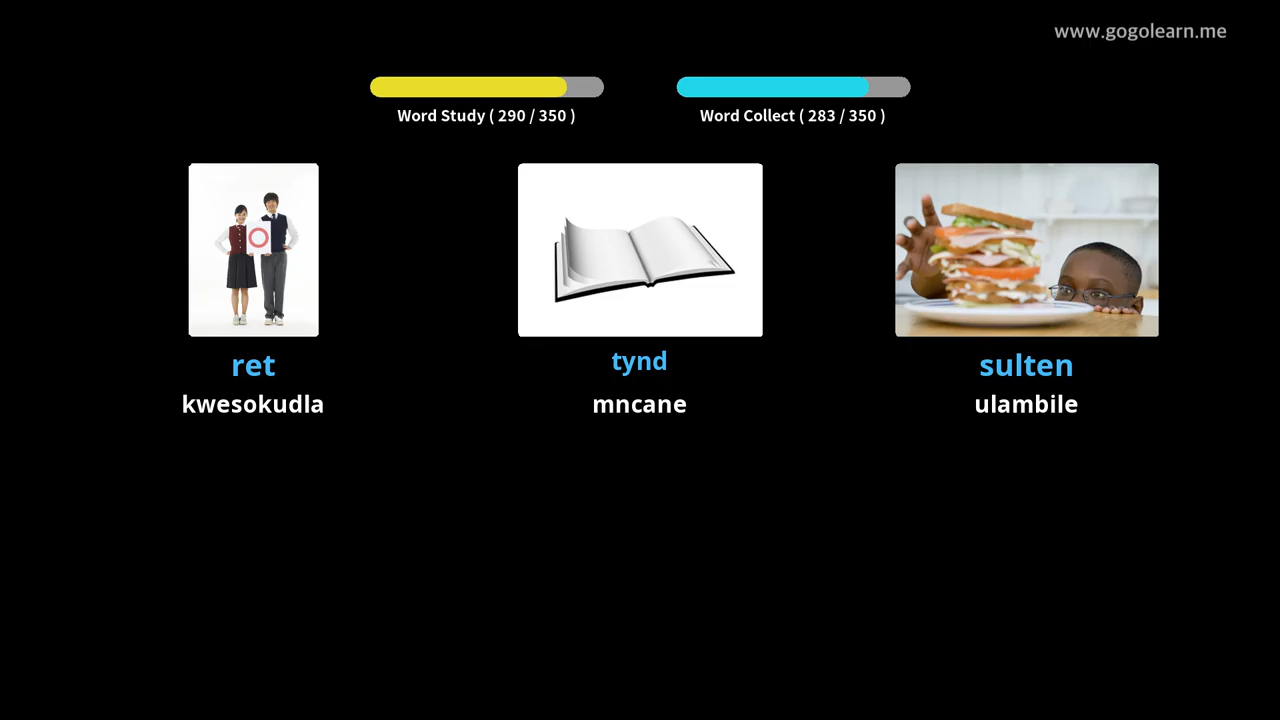 www.gogolearn.me
Word Study ( 290 / 350 )
Word Collect ( 283 / 350 )
ret
kwesokudla
tynd
mncane
sulten
ulambile